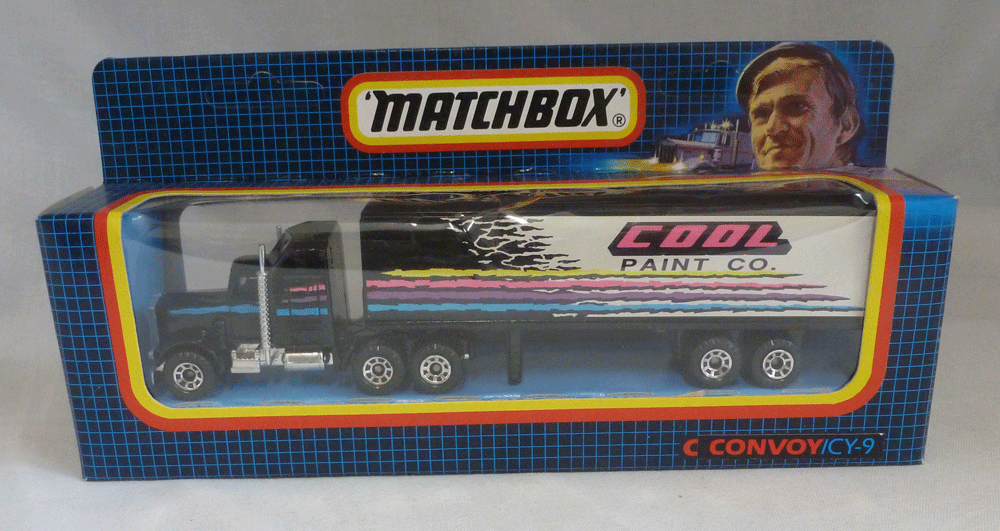 'MATCHBOX'®
COOL
PAINT CO.
C CONVOY/CY-9